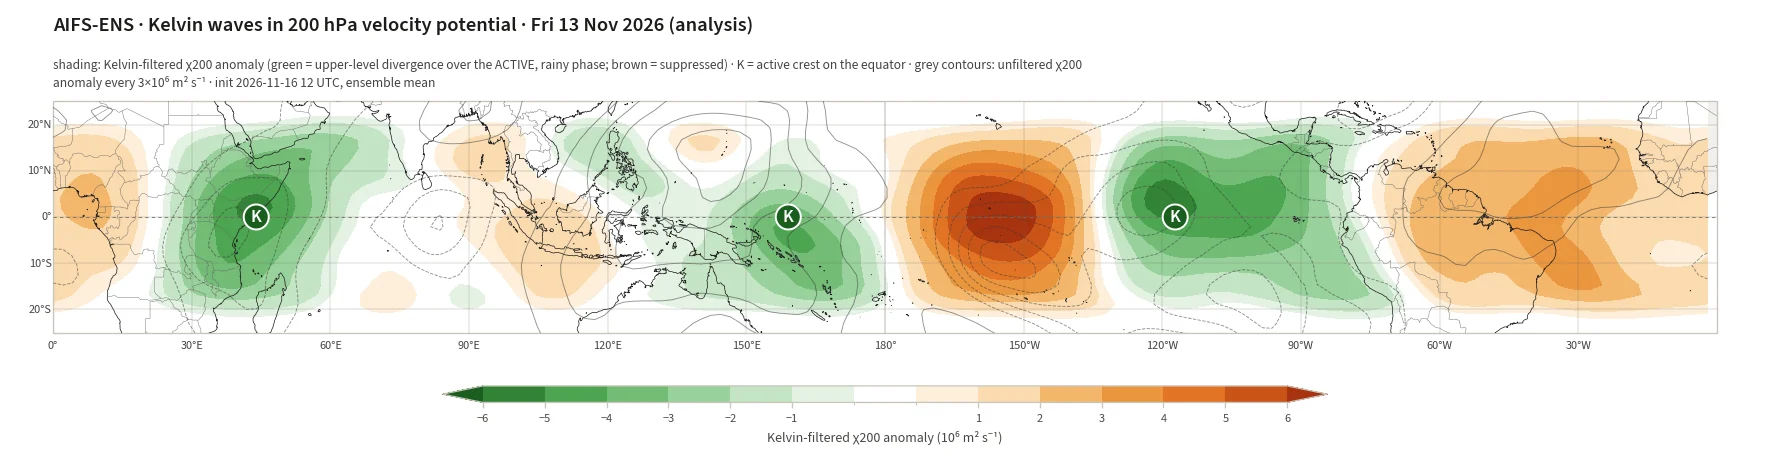 AIFS-ENS · Kelvin waves in 200 hPa velocity potential · Fri 13 Nov 2026 (analysis)
shading: Kelvin-filtered χ200 anomaly (green = upper-level divergence over the ACTIVE, rainy phase; brown = suppressed) · K = active crest on the equator · grey contours: unfiltered χ200
anomaly every 3×10⁶ m² s⁻¹ · init 2026-11-16 12 UTC, ensemble mean
20°N
10°N
0°
10°S
20°S
K K K
0° 30°E 60°E 90°E 120°E 150°E 180° 150°W 120°W 90°W 60°W 30°W
−6 −5 −4 −3 −2 −1 1 2 3 4 5 6
Kelvin-filtered χ200 anomaly (10⁶ m² s⁻¹)